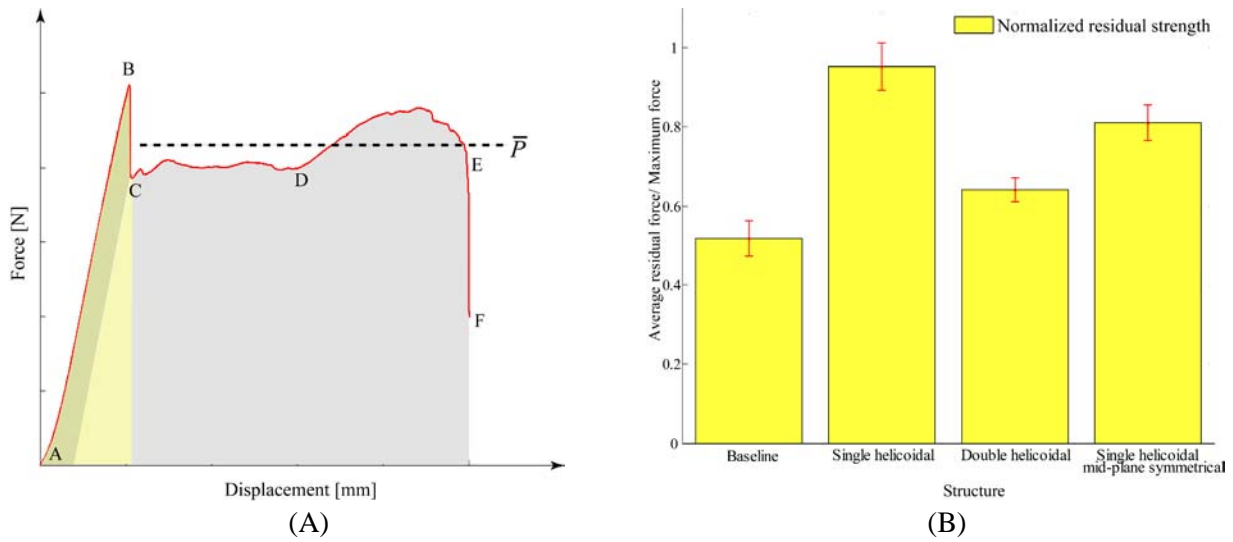 Force [N]
B
P̅
C
D
E
F
A
Displacement [mm]
(A)
Normalized residual strength
Average residual force/ Maximum force
1
0.8
0.6
0.4
0.2
0
Baseline
Single helicoidal
Double helicoidal
Single helicoidal
mid-plane symmetrical
Structure
(B)